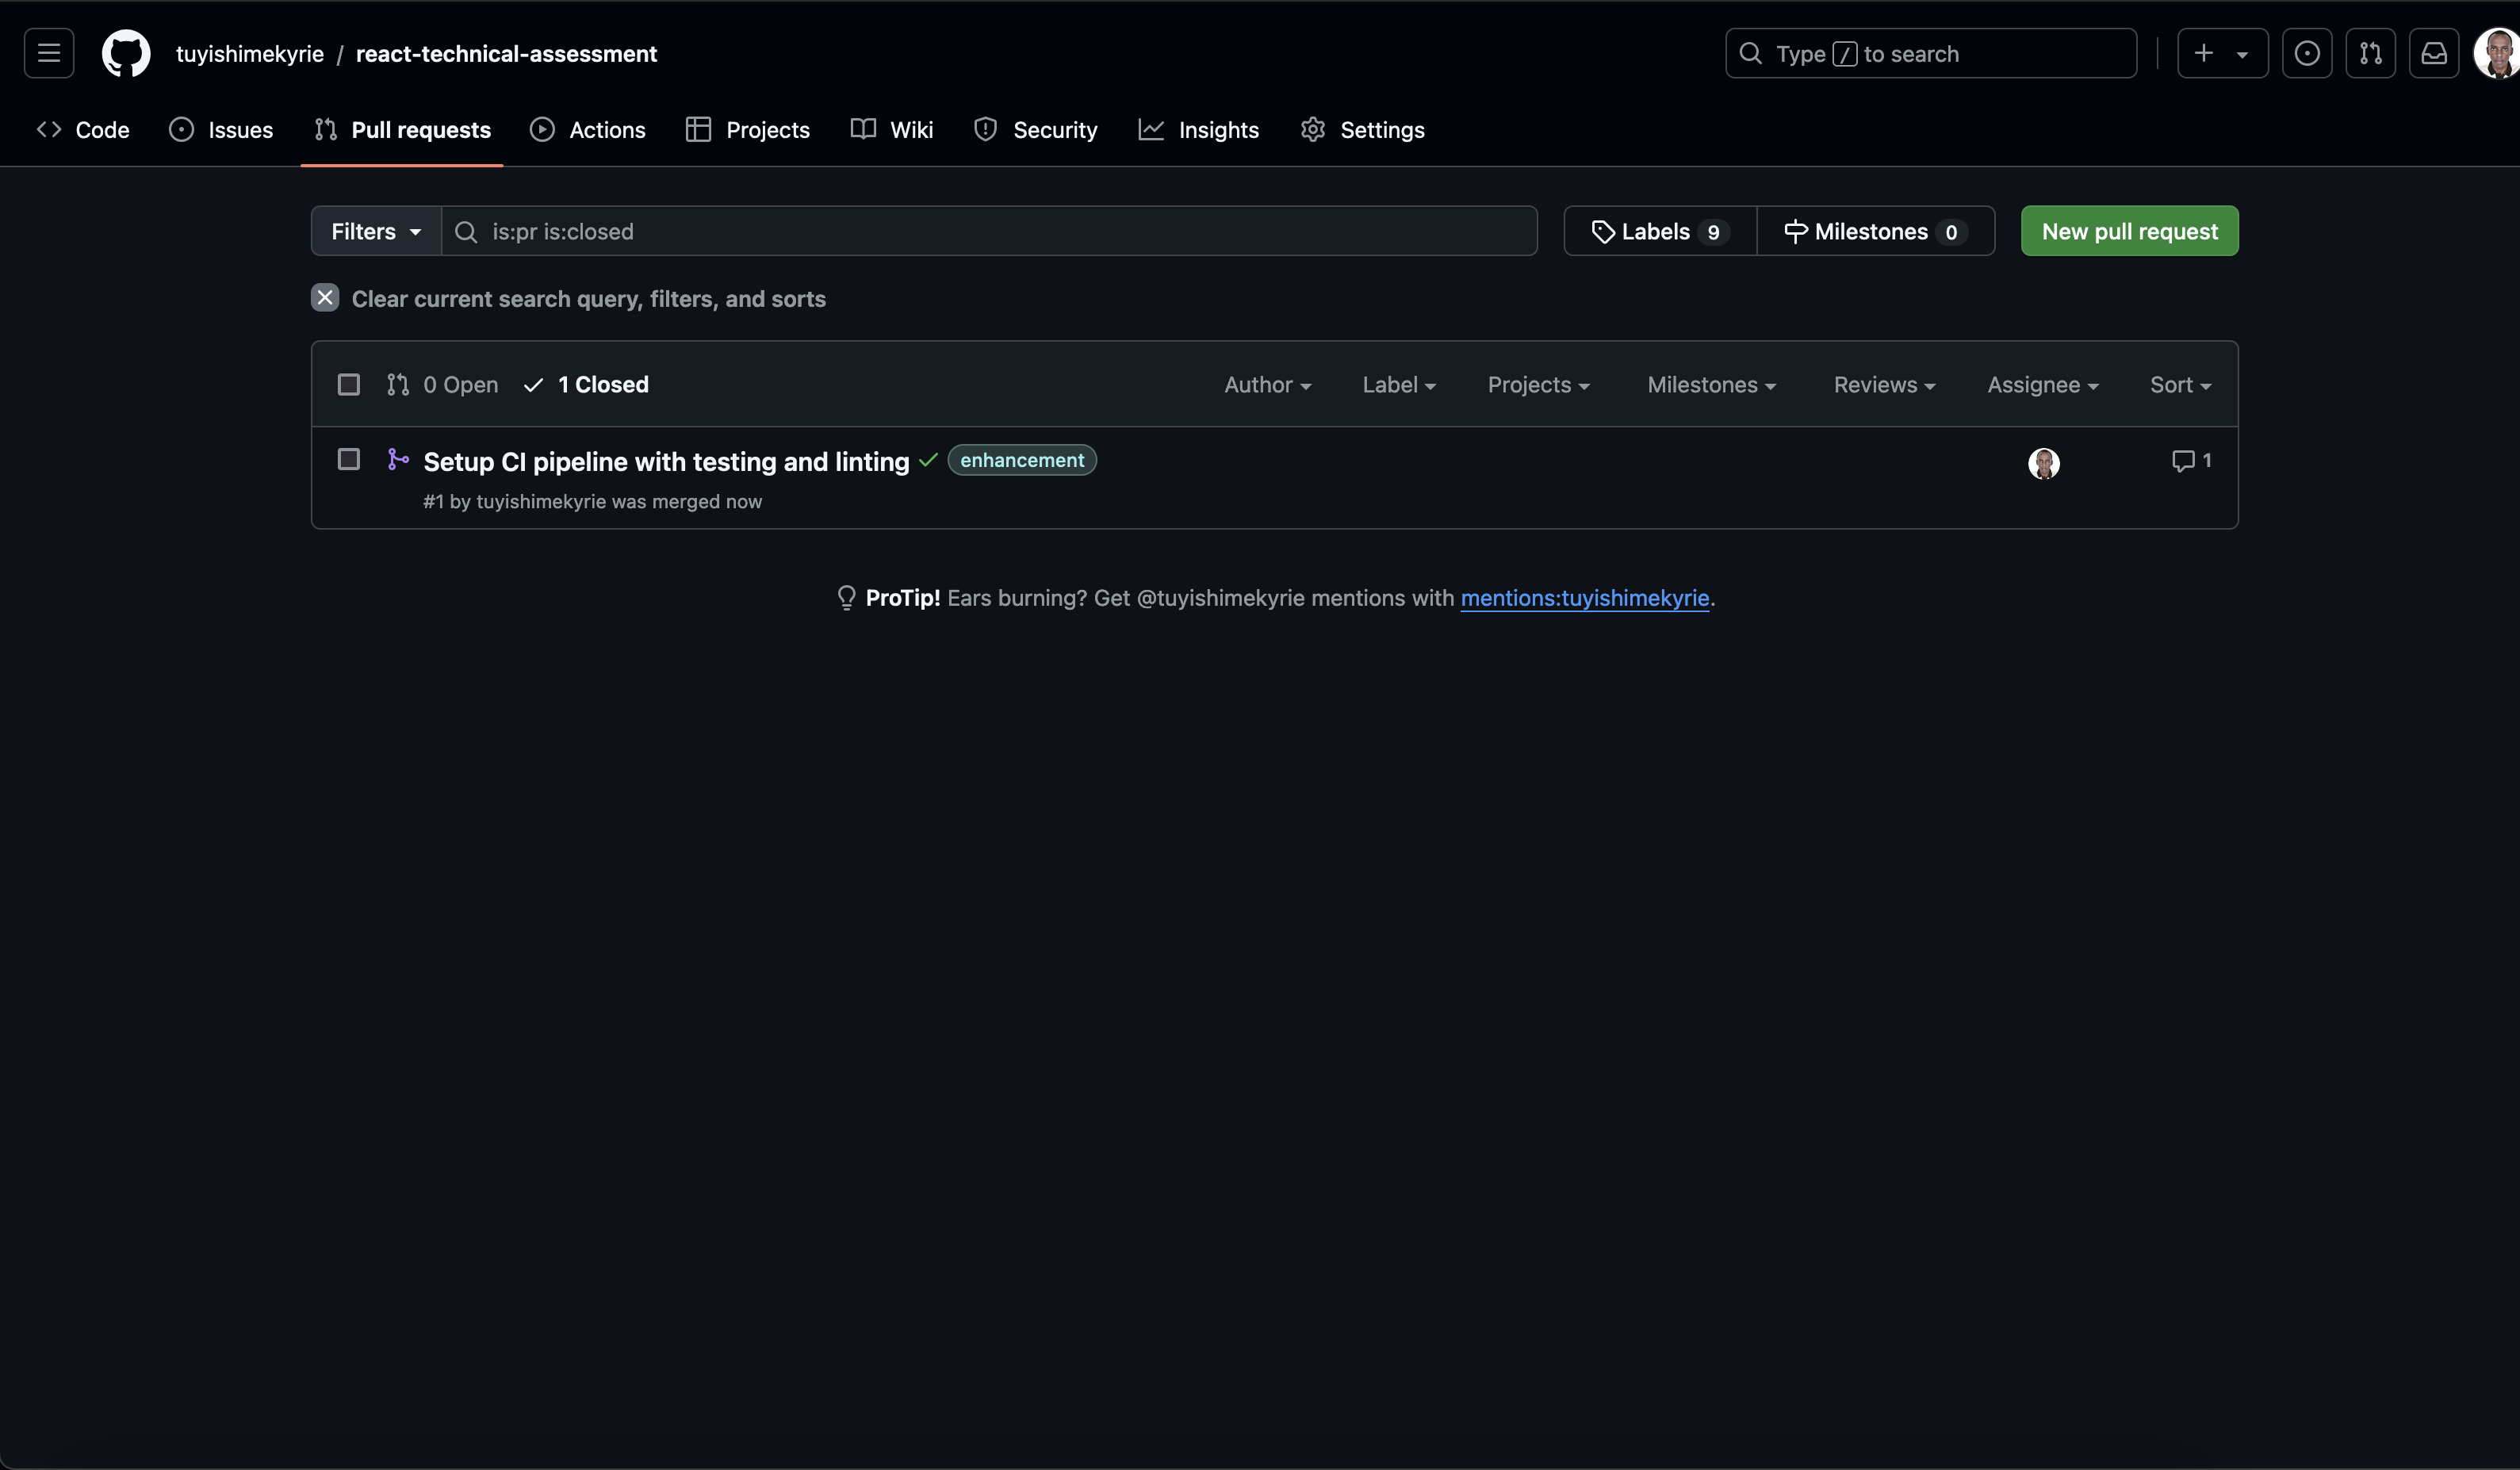 tuyishimekyrie / react-technical-assessment
Type / to search
Code Issues Pull requests Actions Projects Wiki Security Insights Settings
Filters is:pr is:closed Labels 9 Milestones 0 New pull request
Clear current search query, filters, and sorts
0 Open 1 Closed Author Label Projects Milestones Reviews Assignee Sort
Setup CI pipeline with testing and linting enhancement 1
#1 by tuyishimekyrie was merged now
ProTip! Ears burning? Get @tuyishimekyrie mentions with mentions:tuyishimekyrie.